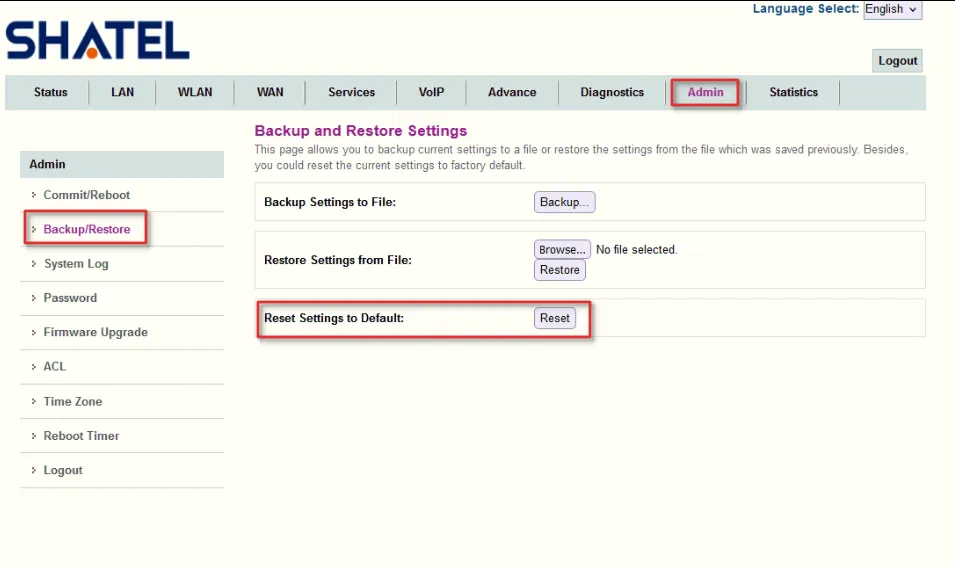 Language Select: English
SHATEL
Logout
Status LAN WLAN WAN Services VoIP Advance Diagnostics Admin Statistics
Backup and Restore Settings
This page allows you to backup current settings to a file or restore the settings from the file which was saved previously. Besides,
you could reset the current settings to factory default.
Admin
Commit/Reboot
Backup/Restore
System Log
Password
Firmware Upgrade
ACL
Time Zone
Reboot Timer
Logout
Backup Settings to File: Backup...
Restore Settings from File: Browse... No file selected.
Restore
Reset Settings to Default: Reset